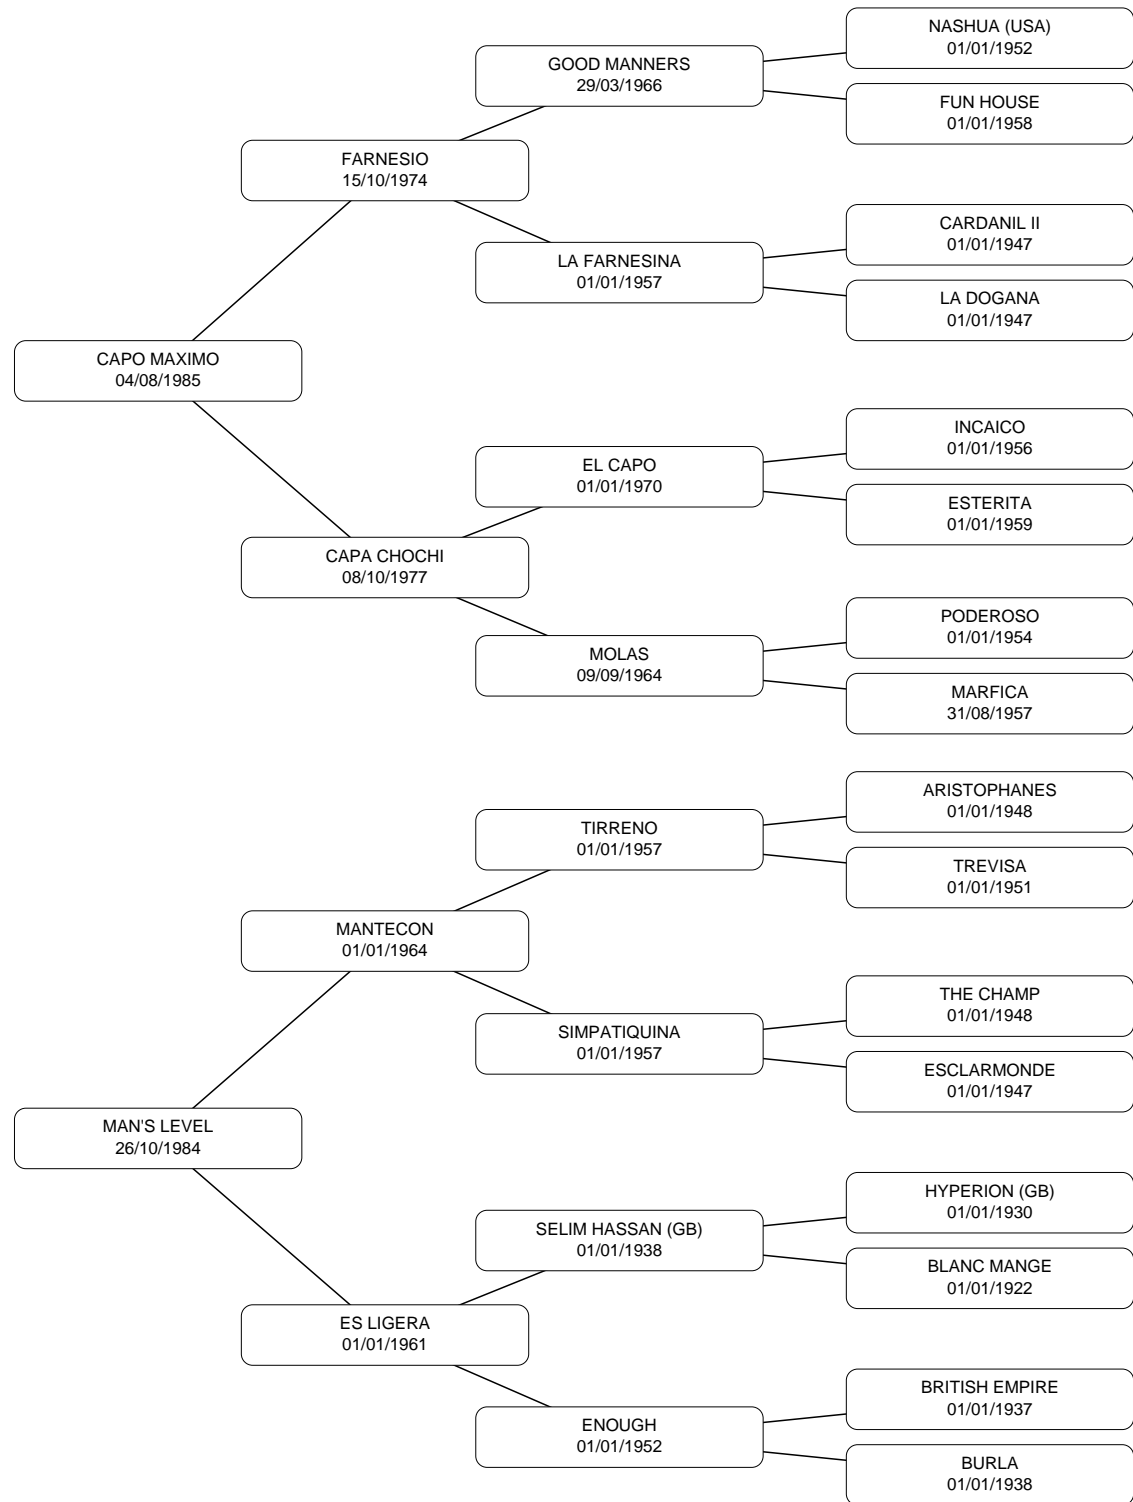 NASHUA (USA)
01/01/1952
GOOD MANNERS
29/03/1966
FUN HOUSE
01/01/1958
FARNESIO
15/10/1974
CARDANIL II
01/01/1947
LA FARNESINA
01/01/1957
LA DOGANA
01/01/1947
CAPO MAXIMO
04/08/1985
INCAICO
01/01/1956
EL CAPO
01/01/1970
ESTERITA
01/01/1959
CAPA CHOCHI
08/10/1977
PODEROSO
01/01/1954
MOLAS
09/09/1964
MARFICA
31/08/1957
ARISTOPHANES
01/01/1948
TIRRENO
01/01/1957
TREVISA
01/01/1951
MANTECON
01/01/1964
THE CHAMP
01/01/1948
SIMPATIQUINA
01/01/1957
ESCLARMONDE
01/01/1947
MAN'S LEVEL
26/10/1984
HYPERION (GB)
01/01/1930
SELIM HASSAN (GB)
01/01/1938
BLANC MANGE
01/01/1922
ES LIGERA
01/01/1961
BRITISH EMPIRE
01/01/1937
ENOUGH
01/01/1952
BURLA
01/01/1938